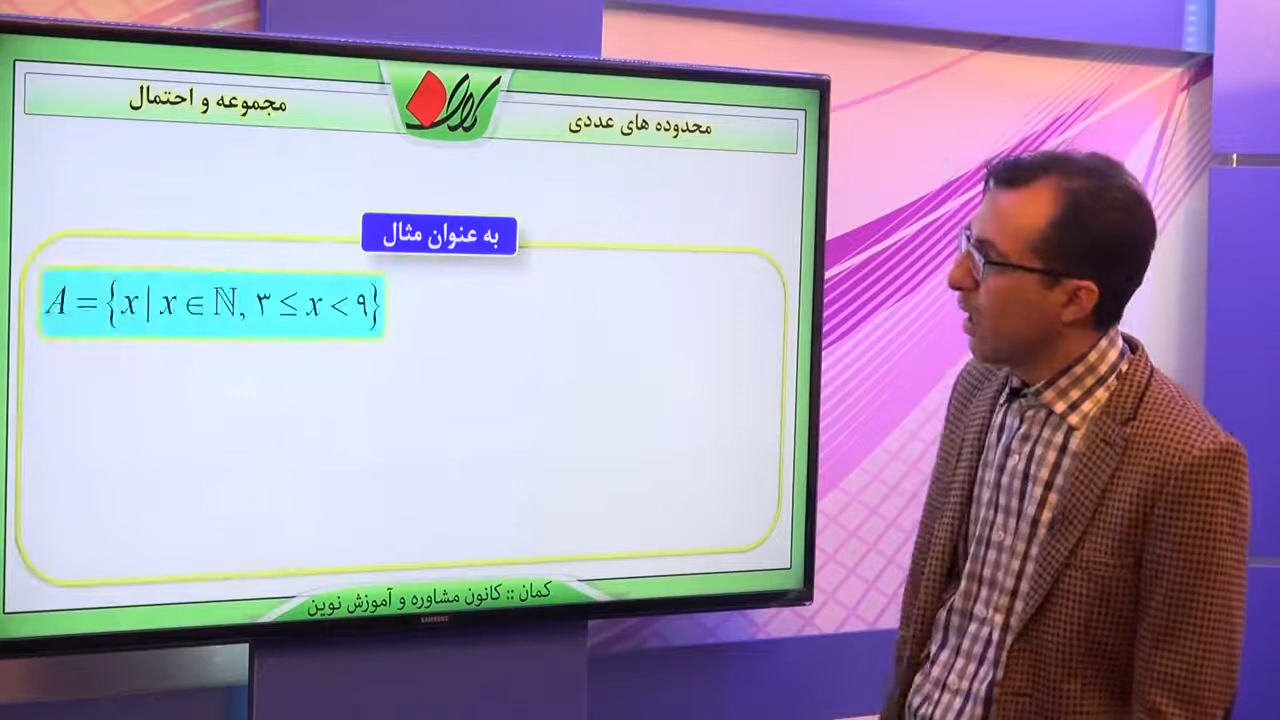 محدوده های عددی
مجموعه و احتمال
به عنوان مثال
A = {x | x ∈ ℕ, ۳ ≤ x < ۹}
کمان :: کانون مشاوره و آموزش نوین
SAMSUNG